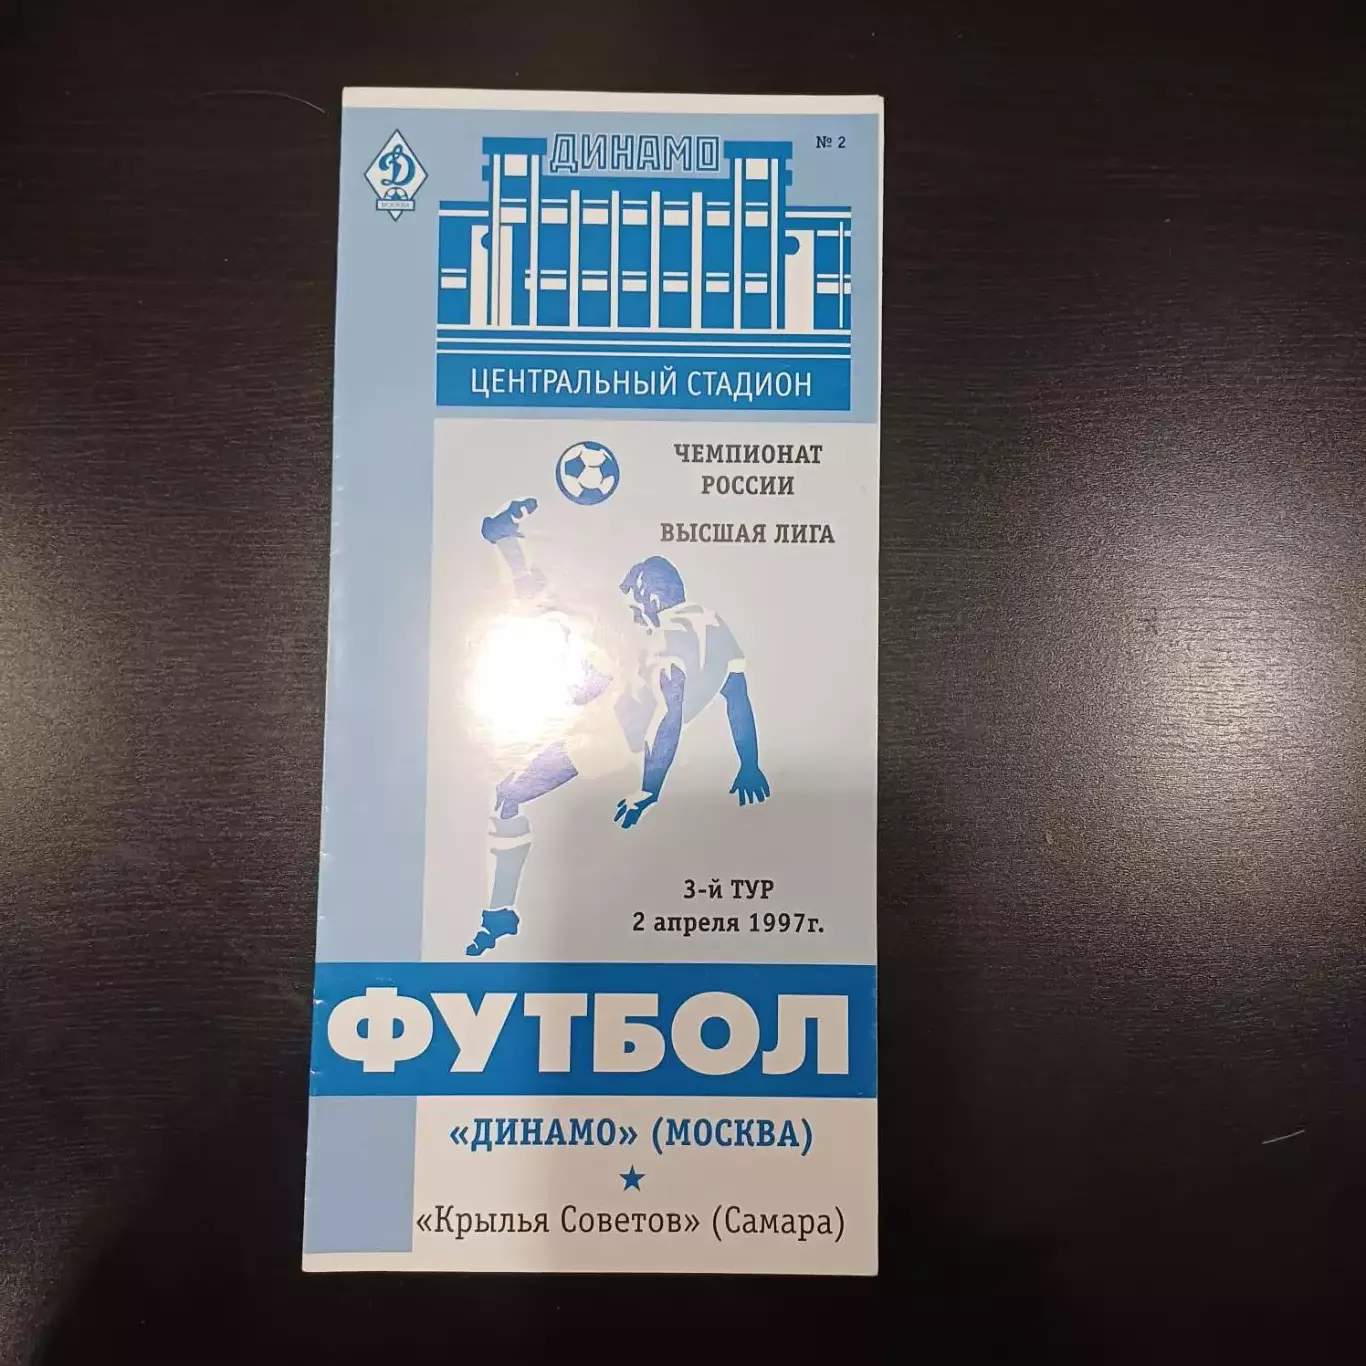 ДИНАМО
№ 2
Д
МОСКВА
ЦЕНТРАЛЬНЫЙ СТАДИОН
ЧЕМПИОНАТ
РОССИИ
ВЫСШАЯ ЛИГА
3-й ТУР
2 апреля 1997г.
ФУТБОЛ
«ДИНАМО» (МОСКВА)
«Крылья Советов» (Самара)